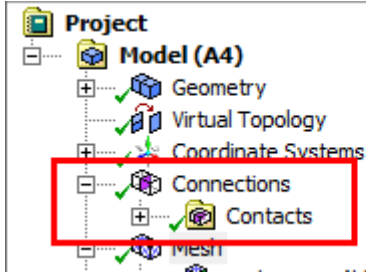 Project
Model (A4)
Geometry
Virtual Topology
Coordinate Systems
Connections
Contacts
Mesh